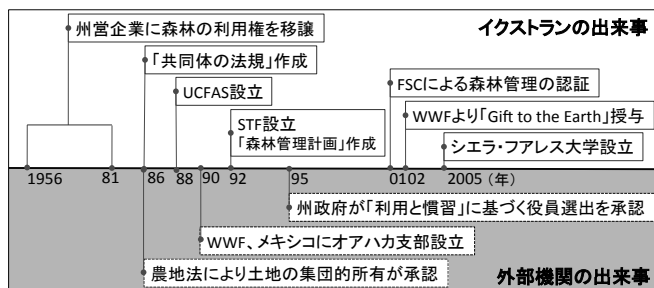 州営企業に森林の利用権を移譲
イクストランの出来事
「共同体の法規」作成
UCFAS設立
FSCによる森林管理の認証
STF設立
「森林管理計画」作成
WWFより「Gift to the Earth」授与
シエラ・フアレス大学設立
1956 81 86 88 90 92 95 0102 2005（年）
州政府が「利用と慣習」に基づく役員選出を承認
WWF、メキシコにオアハカ支部設立
農地法により土地の集団的所有が承認
外部機関の出来事